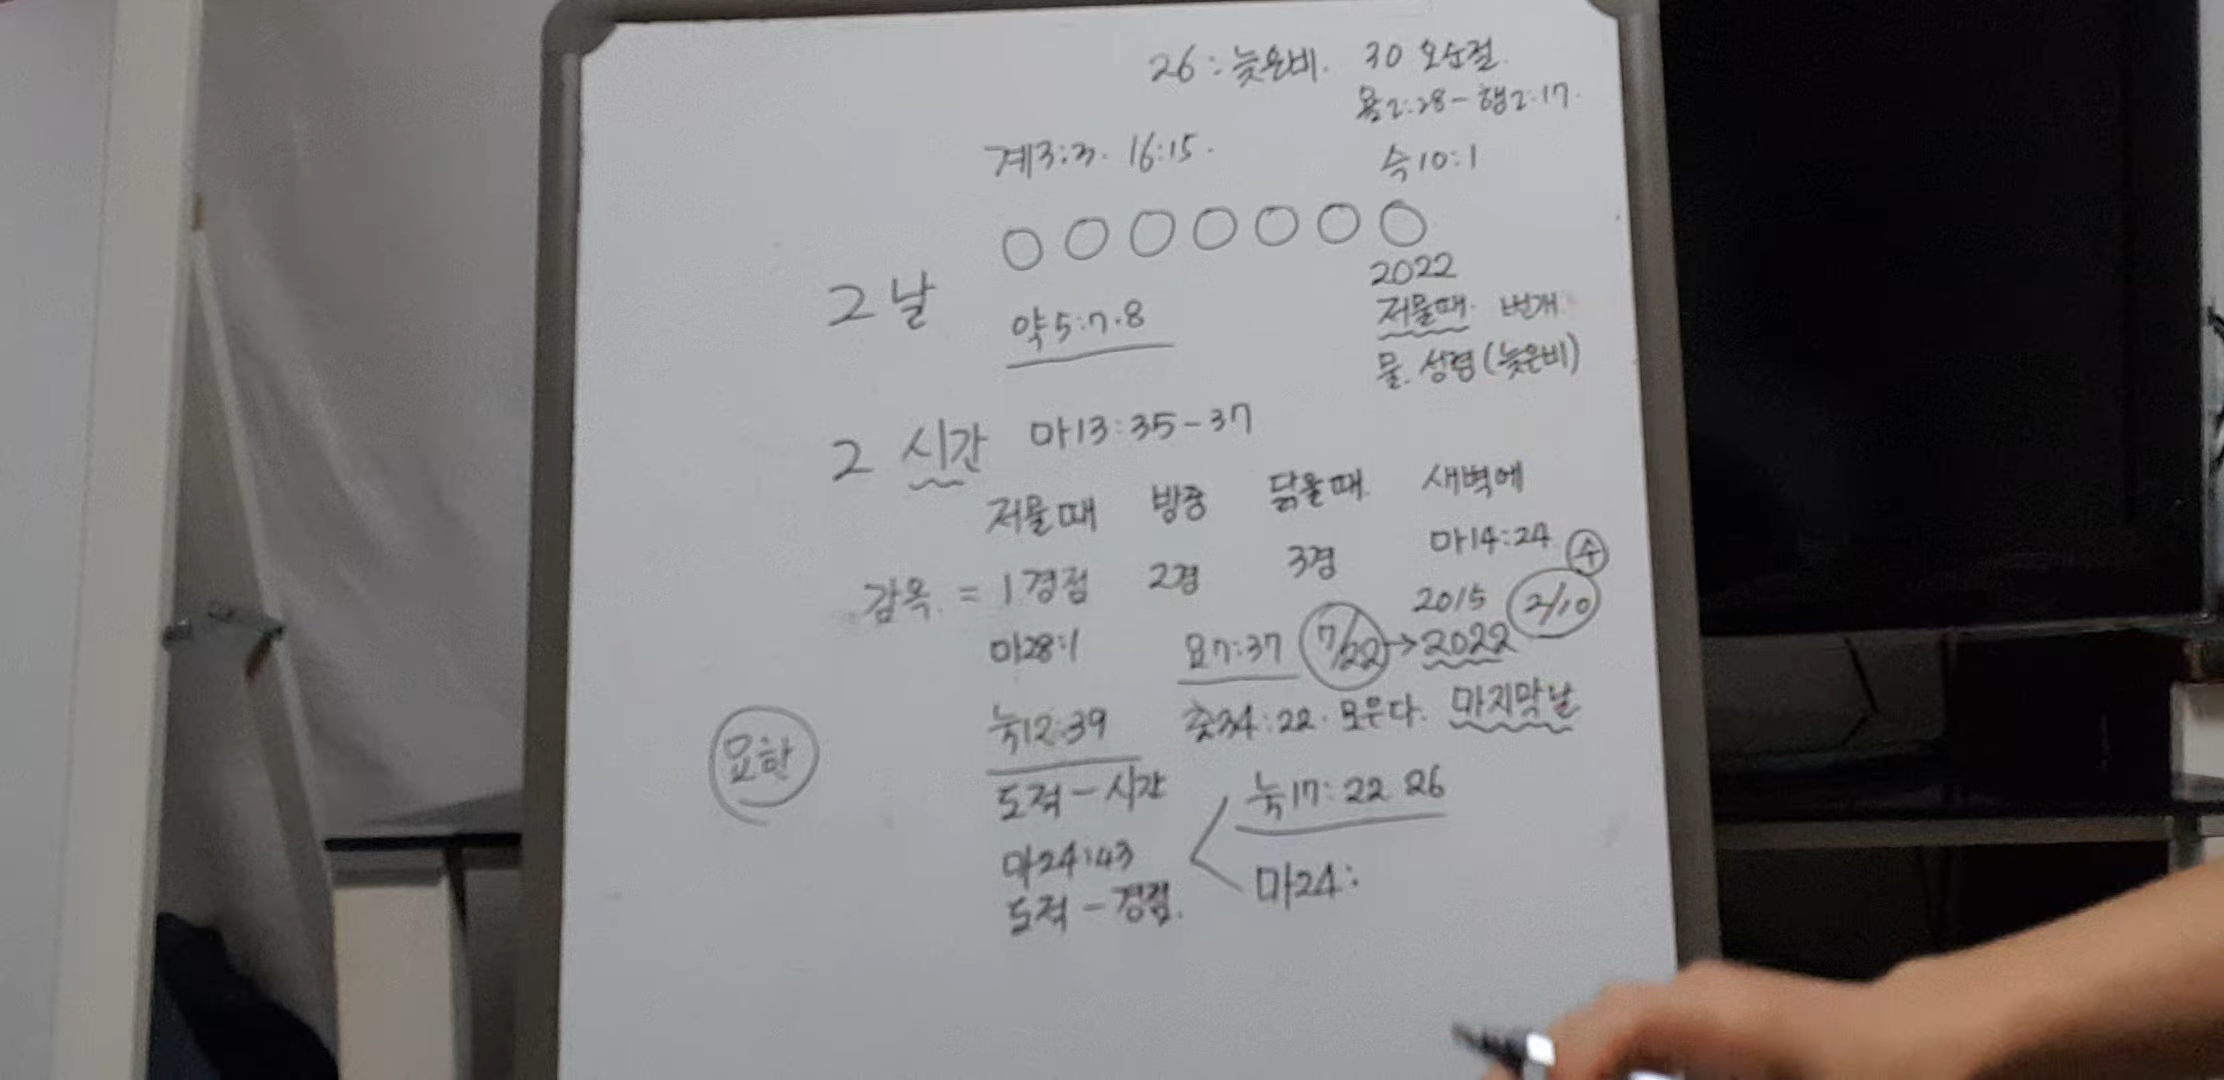 26 : 늦은비. 30 오순절.
욜2:28 - 행2:17.
계3:3. 16:15.
슥10:1
2022
그 날
약5:7.8
저물때. 번개
물. 성령(늦은비)
그 시간 마13:35-37
저물때 밤중 닭울때. 새벽에
마14:24 수
감옥. = 1경점 2경 3경
2015 2/10
마28:1 요7:37 7/22 → 2022
눅12:39 출34:22. 모은다. 마지막날
요한
도적 - 시간 눅17: 22 26
마24:43
도적 - 경점. 마24: